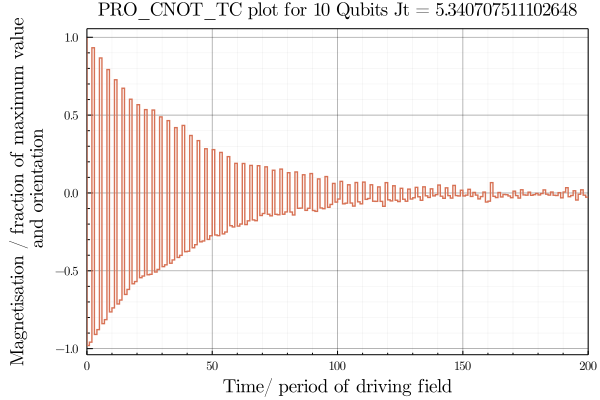 PRO_CNOT_TC plot for 10 Qubits Jt = 5.340707511102648
Magnetisation / fraction of maximum value
and orientation
1.0
0.5
0.0
−0.5
−1.0
0 50 100 150 200
Time/ period of driving field